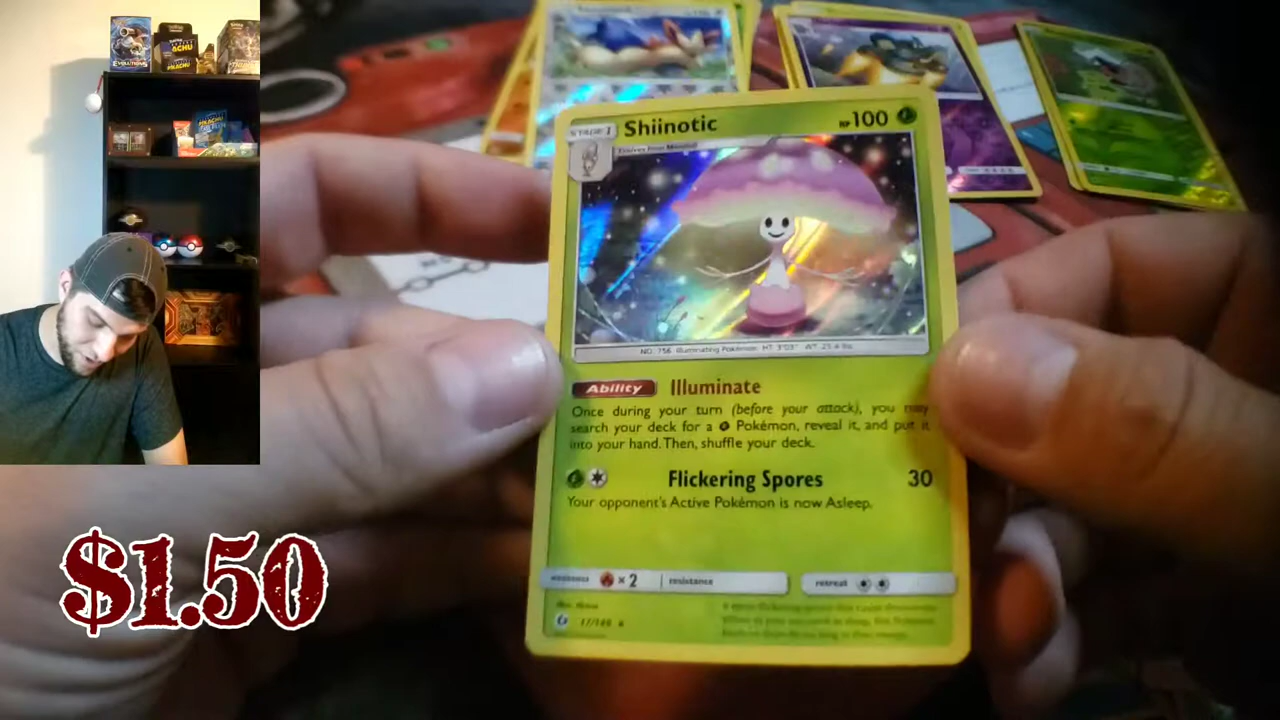 EVOLUTIONS
STAGE 1
Shiinotic
HP 100
Evolves from Morelull
NO. 756 Illuminating Pokémon HT: 3'03" WT: 25.4 lbs.
Ability Illuminate
Once during your turn (before your attack), you may
search your deck for a Pokémon, reveal it, and put it
into your hand. Then, shuffle your deck.
Flickering Spores 30
Your opponent's Active Pokémon is now Asleep.
weakness ×2 resistance retreat
17/149
$1.50